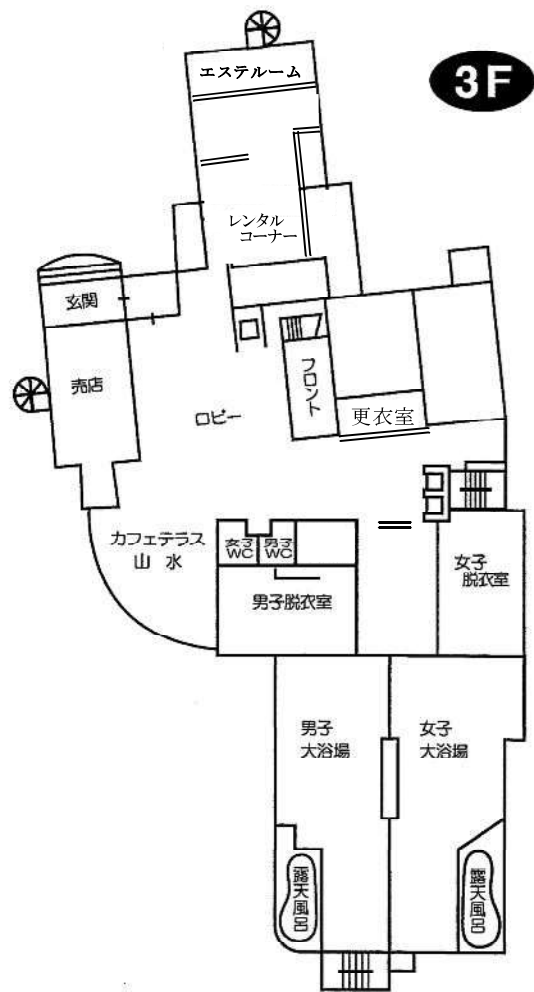 エステルーム
3F
レンタル
コーナー
玄関
売店
フロント
ロビー
更衣室
カフェテラス
山水
女子
WC
男子
WC
女子
脱衣室
男子脱衣室
男子
大浴場
女子
大浴場
露天風呂
露天風呂